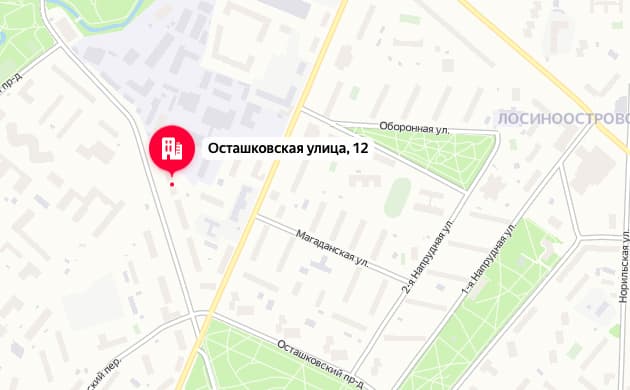 й пр-д
Оборонная ул.
ЛОСИНООСТРОВС
Осташковская улица, 12
Магаданская ул.
2-я Напрудная ул.
1-я Напрудная ул.
Норильская ул.
Осташковский пр-д
ский пер.